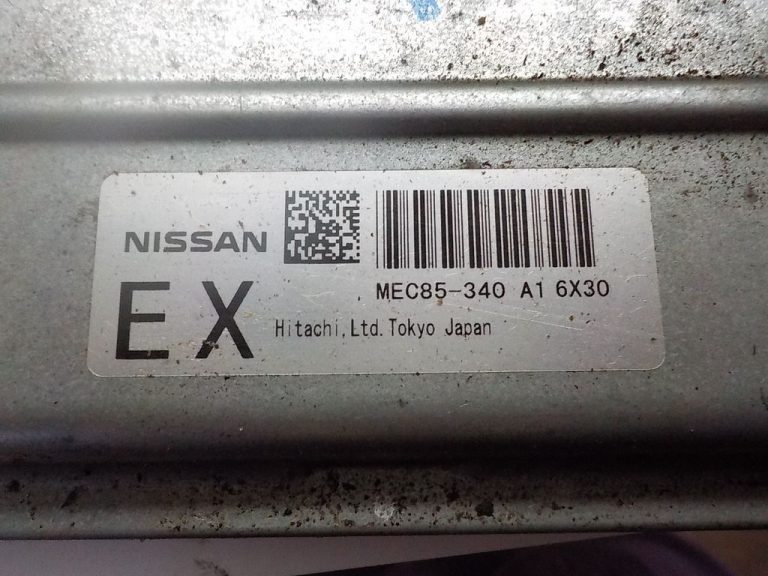 NISSAN
MEC85-340 A1 6X30
EX
Hitachi,Ltd.Tokyo Japan